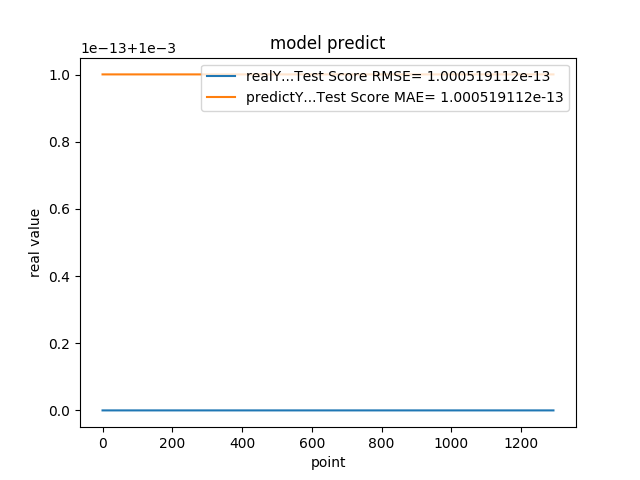 model predict
1e−13+1e−3
realY...Test Score RMSE= 1.000519112e-13
predictY...Test Score MAE= 1.000519112e-13
1.0
0.8
0.6
0.4
0.2
0.0
real value
0 200 400 600 800 1000 1200
point